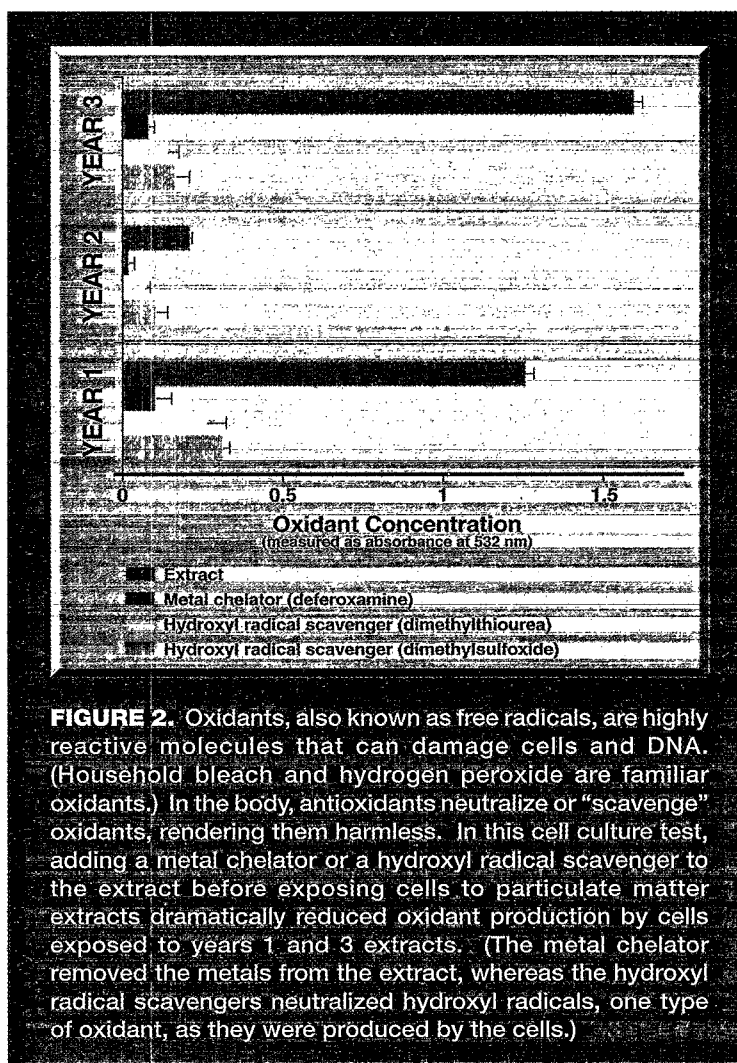 YEAR 3
YEAR 2
YEAR 1
0 0.5 1 1.5
Oxidant Concentration
(measured as absorbance at 532 nm)
Extract
Metal chelator (deferoxamine)
Hydroxyl radical scavenger (dimethylthiourea)
Hydroxyl radical scavenger (dimethylsulfoxide)
FIGURE 2. Oxidants, also known as free radicals, are highly
reactive molecules that can damage cells and DNA.
(Household bleach and hydrogen peroxide are familiar
oxidants.) In the body, antioxidants neutralize or “scavenge”
oxidants, rendering them harmless. In this cell culture test,
adding a metal chelator or a hydroxyl radical scavenger to
the extract before exposing cells to particulate matter
extracts dramatically reduced oxidant production by cells
exposed to years 1 and 3 extracts. (The metal chelator
removed the metals from the extract, whereas the hydroxyl
radical scavengers neutralized hydroxyl radicals, one type
of oxidant, as they were produced by the cells.)